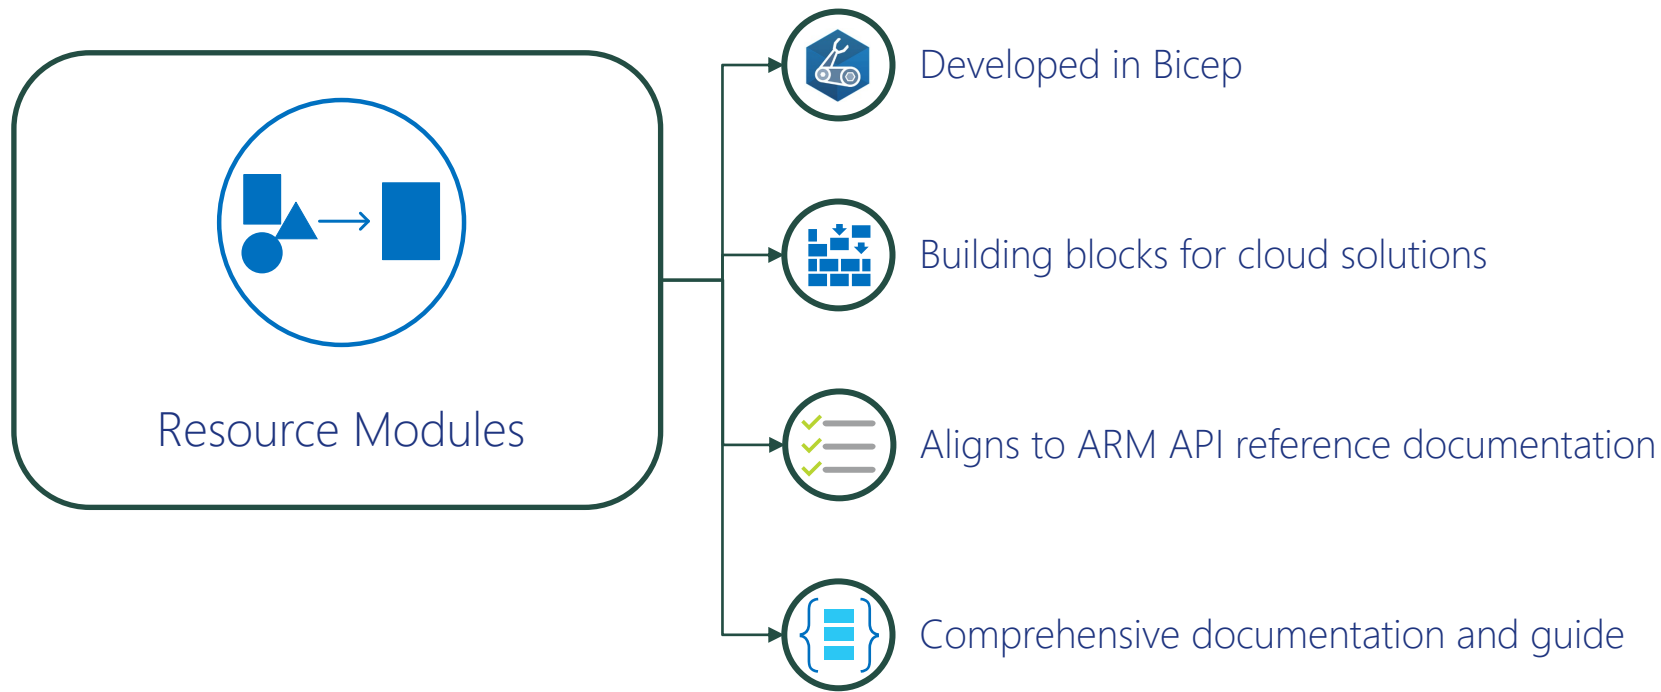 Resource Modules
Developed in Bicep
Building blocks for cloud solutions
Aligns to ARM API reference documentation
Comprehensive documentation and guide